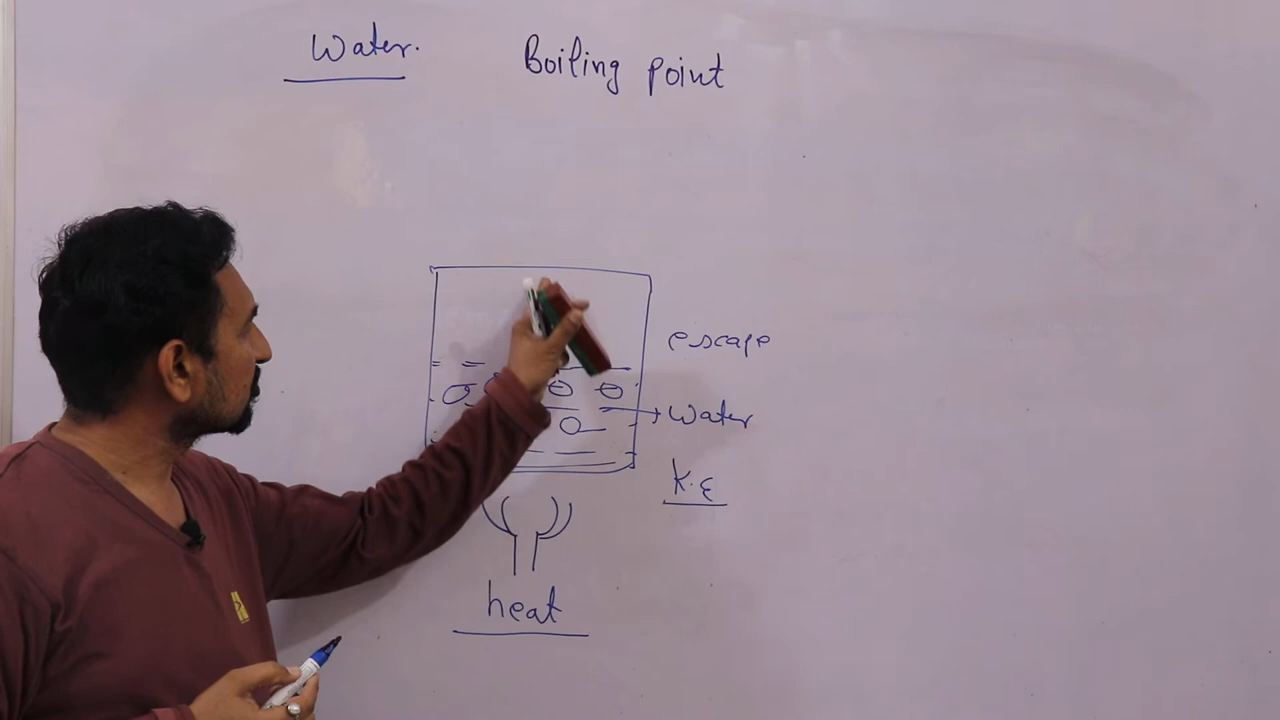 Water.
Boiling point
escape
Water
K.E
heat